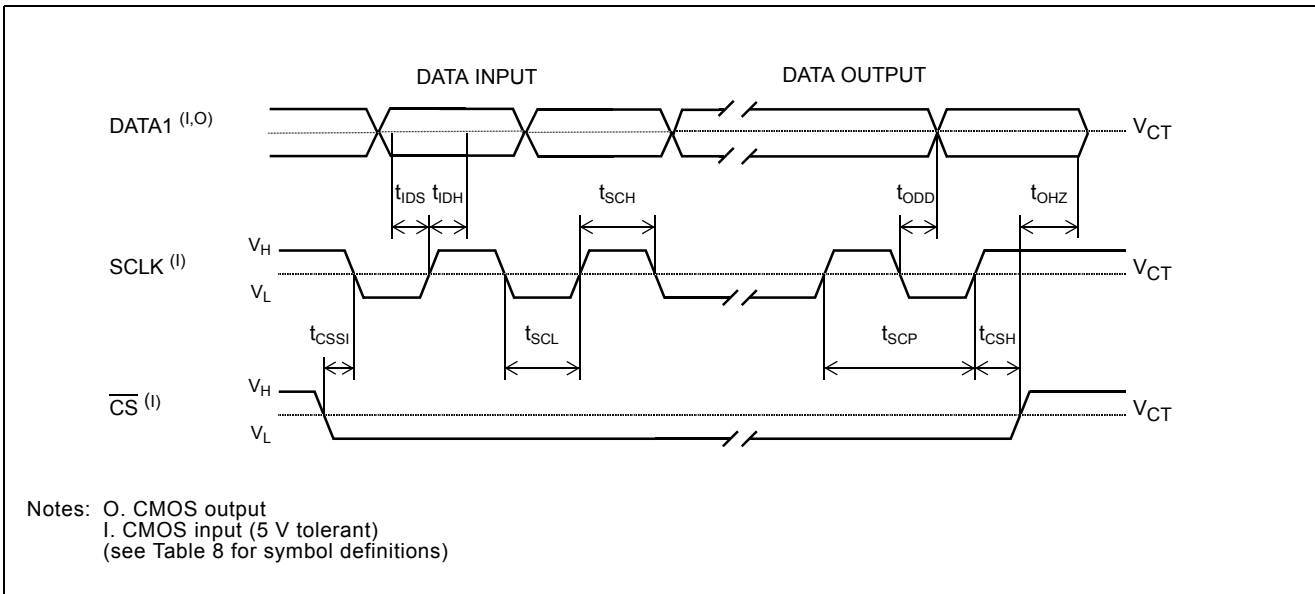 DATA INPUT DATA OUTPUT
DATA1 (I,O) VCT
tIDS tIDH tSCH tODD tOHZ
VH
SCLK (I) VCT
VL
tCSSI tSCL tSCP tCSH
VH
CS (I) VCT
VL
Notes: O. CMOS output
I. CMOS input (5 V tolerant)
(see Table 8 for symbol definitions)